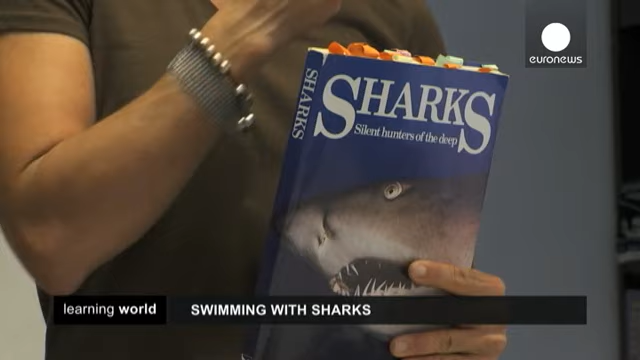 euronews
SHARKS
SHARKS
Silent hunters of the deep
learning world
SWIMMING WITH SHARKS